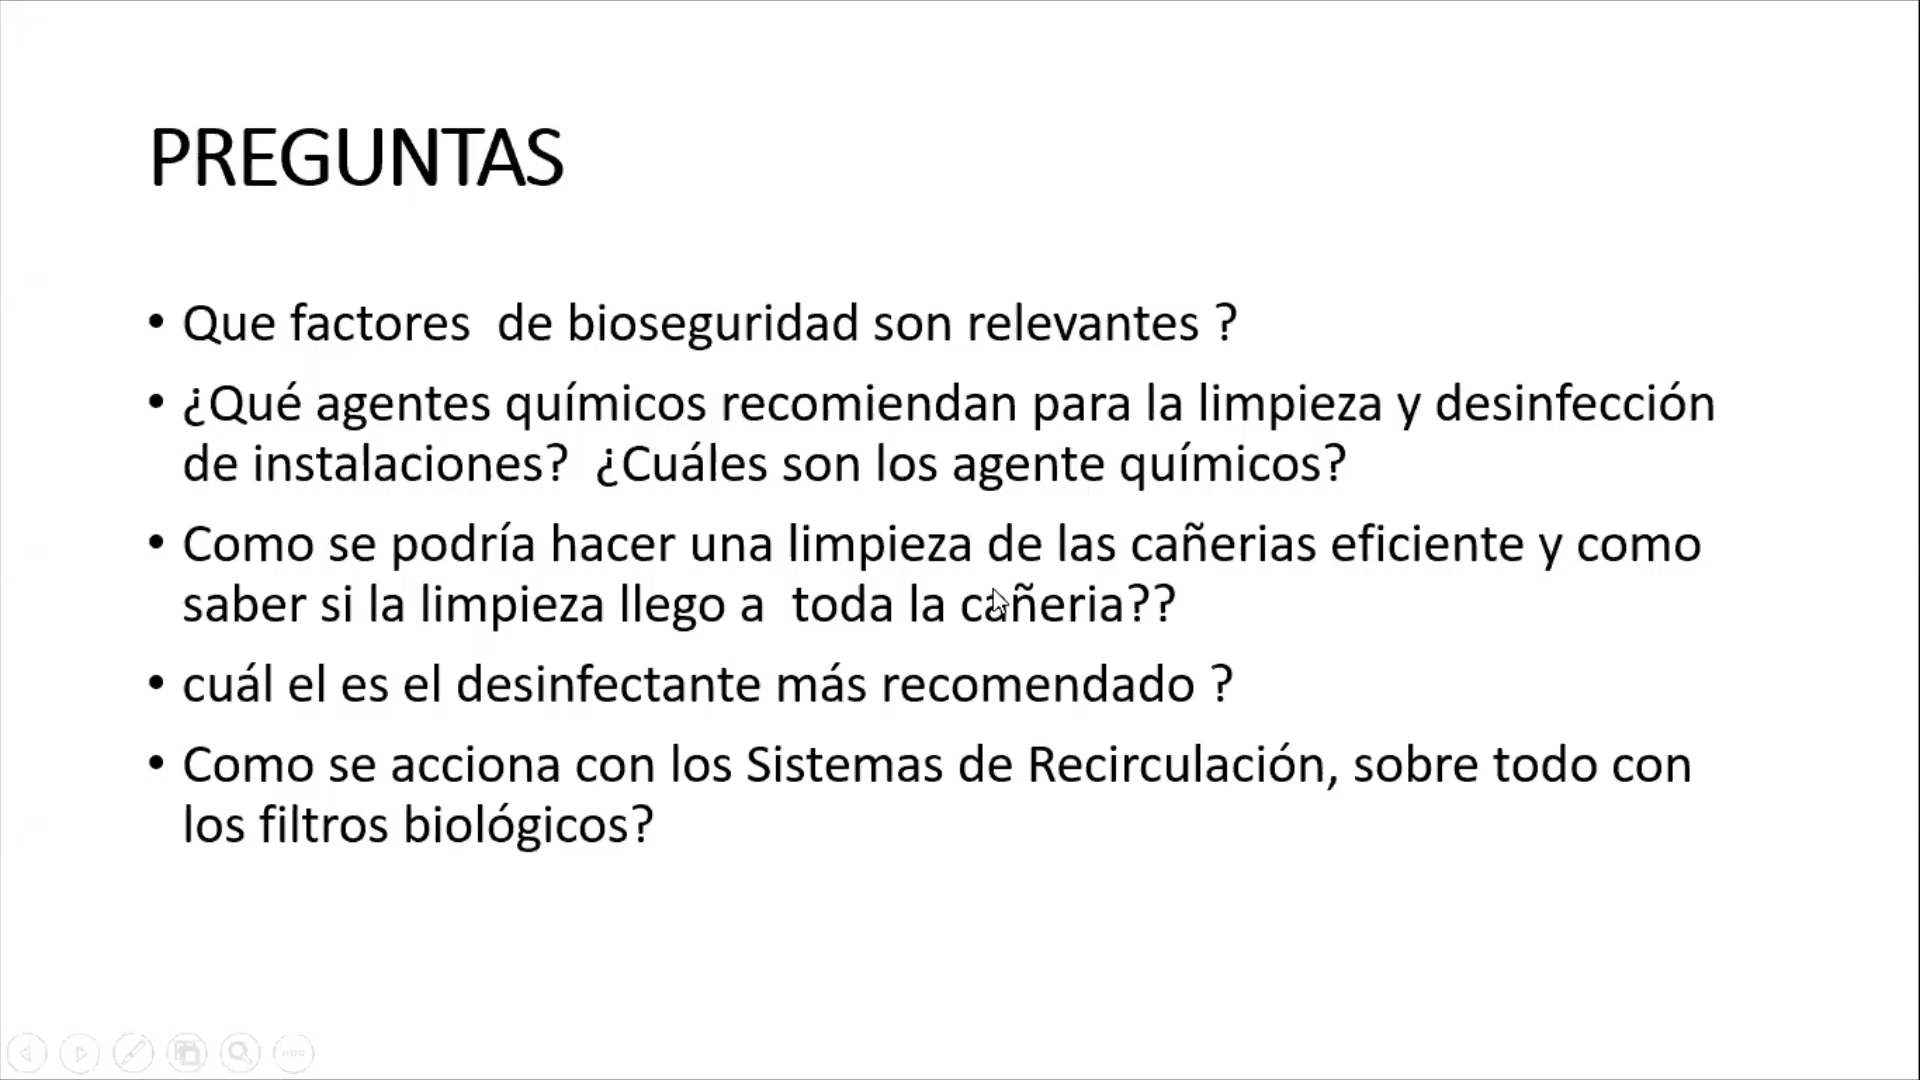 PREGUNTAS
• Que factores  de bioseguridad son relevantes ?
• ¿Qué agentes químicos recomiendan para la limpieza y desinfección
de instalaciones?  ¿Cuáles son los agente químicos?
• Como se podría hacer una limpieza de las cañerias eficiente y como
saber si la limpieza llego a  toda la cañeria??
• cuál el es el desinfectante más recomendado ?
• Como se acciona con los Sistemas de Recirculación, sobre todo con
los filtros biológicos?